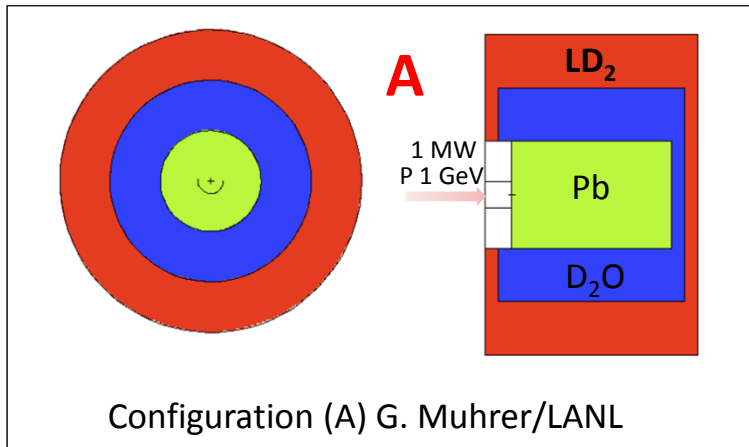 A
LD₂
1 MW
P 1 GeV
Pb
D₂O
Configuration (A) G. Muhrer/LANL